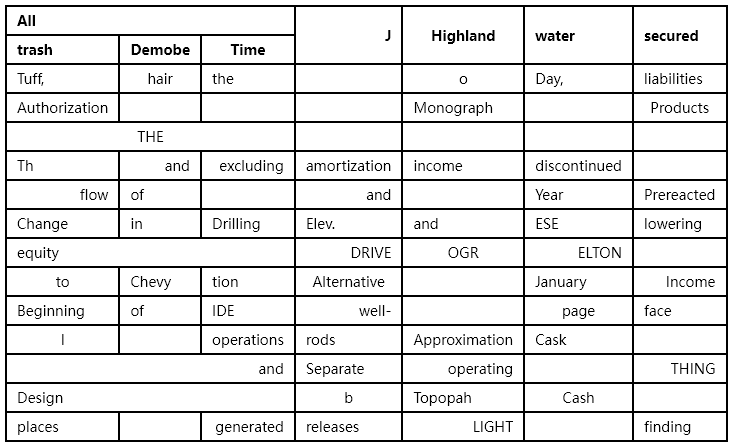 All J Highland water secured
trash Demobe Time
Tuff, hair the o Day, liabilities
Authorization Monograph Products
THE
Th and excluding amortization income discontinued
flow of and Year Prereacted
Change in Drilling Elev. and ESE lowering
equity DRIVE OGR ELTON
to Chevy tion Alternative January Income
Beginning of IDE well- page face
I operations rods Approximation Cask
and Separate operating THING
Design b Topopah Cash
places generated releases LIGHT finding